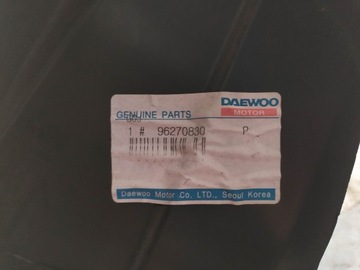 DAEWOO
GENUINE PARTS MOTOR
1 # 96270830 P
Daewoo Motor Co., LTD., Seoul Korea